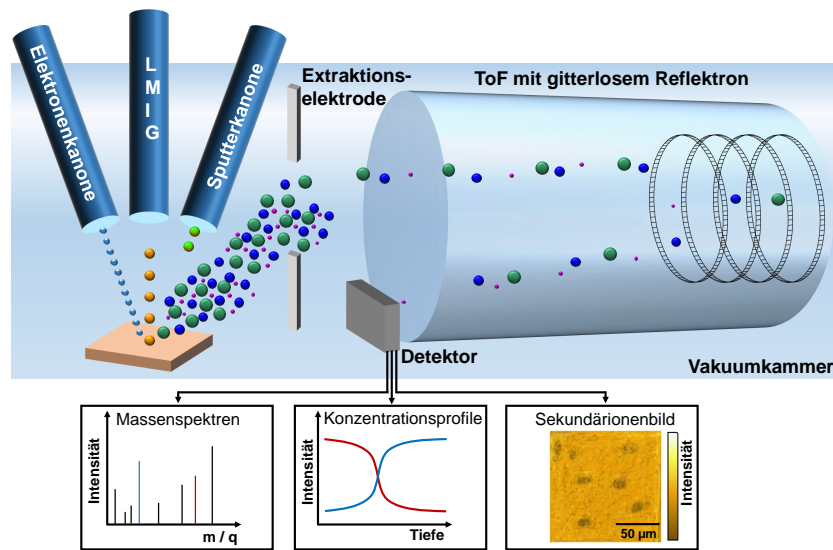 Elektronenkanone
LMIG
Sputterkanone
Extraktions-
elektrode
ToF mit gitterlosem Reflektron
Detektor
Vakuumkammer
Massenspektren
Intensität
m / q
Konzentrationsprofile
Intensität
Tiefe
Sekundärionenbild
50 µm
Intensität